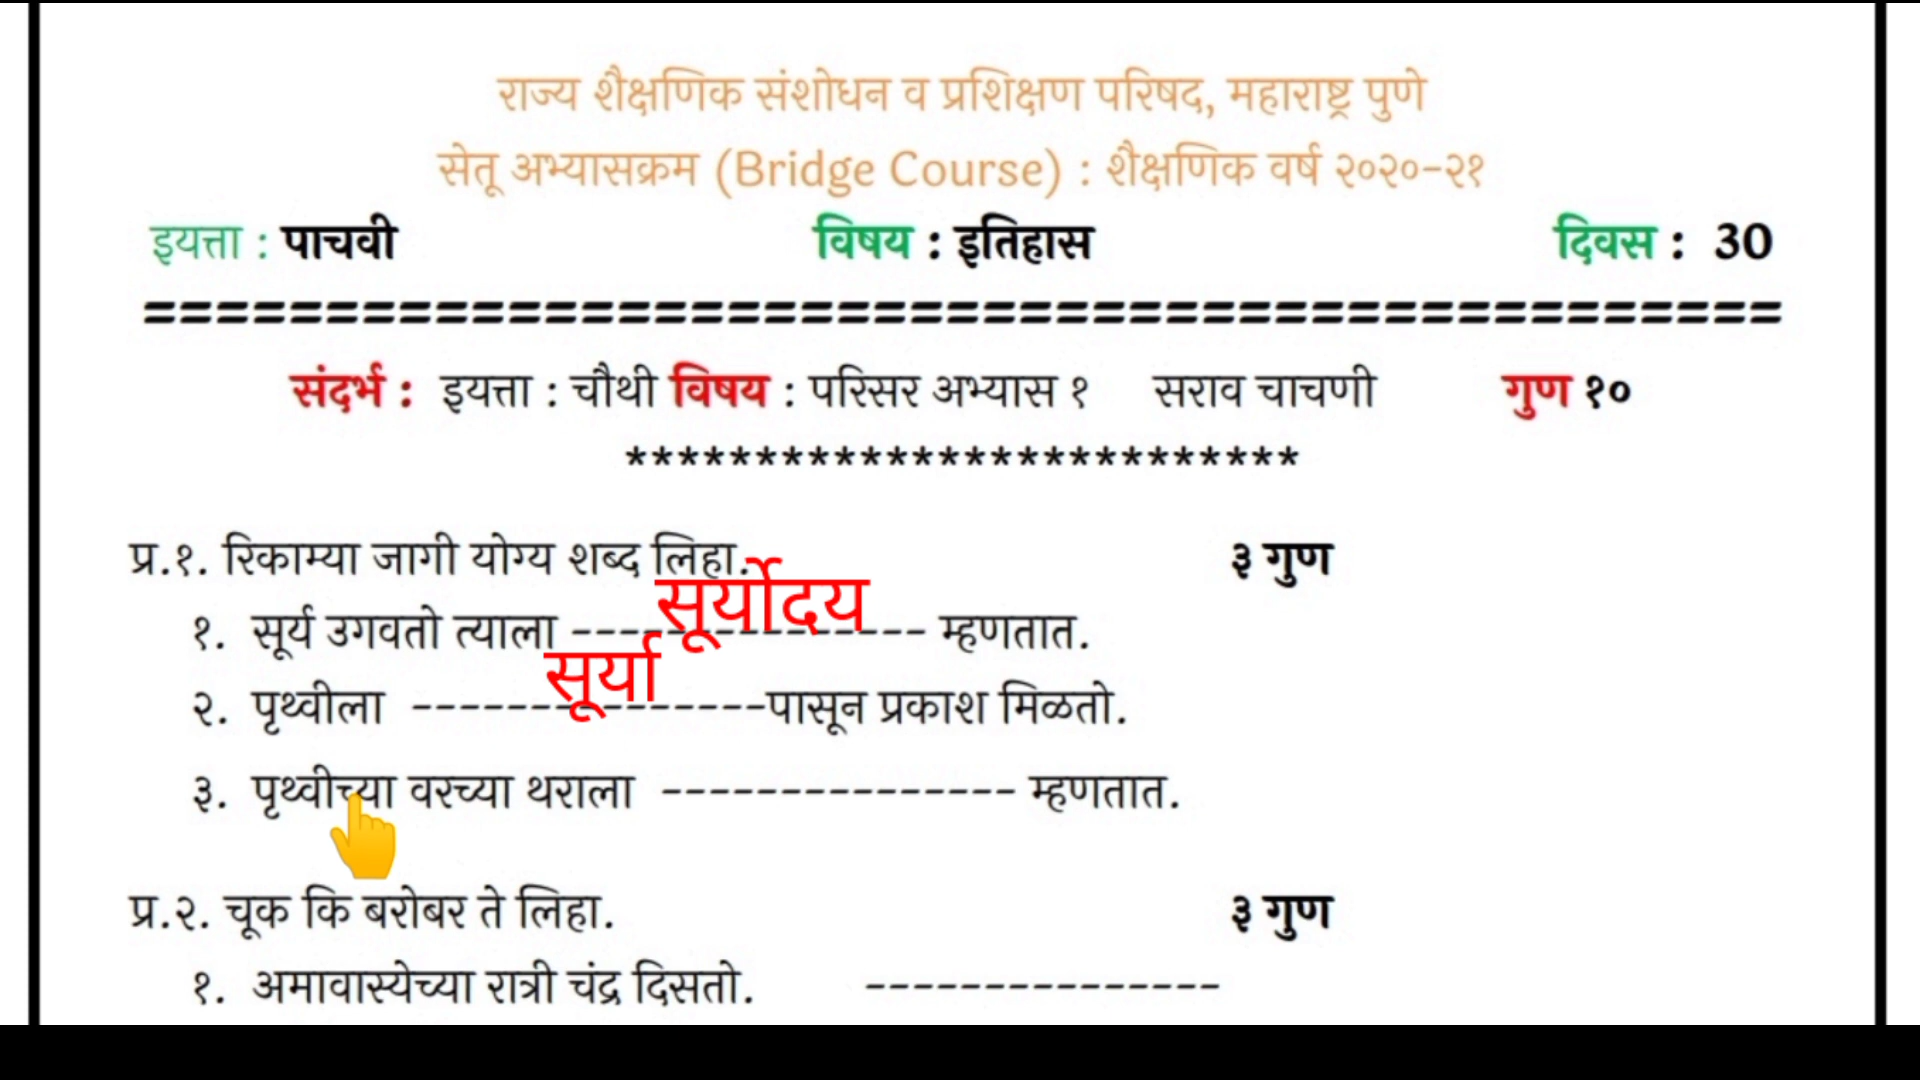 राज्य शैक्षणिक संशोधन व प्रशिक्षण परिषद, महाराष्ट्र पुणे
सेतू अभ्यासक्रम (Bridge Course) : शैक्षणिक वर्ष २०२०-२१
इयत्ता : पाचवी विषय : इतिहास दिवस : 30
=============================================
संदर्भ : इयत्ता : चौथी विषय : परिसर अभ्यास १ सराव चाचणी गुण १०
**************************
प्र.१. रिकाम्या जागी योग्य शब्द लिहा. ३ गुण
१. सूर्य उगवतो त्याला --------------- म्हणतात. सूर्योदय
२. पृथ्वीला ---------------पासून प्रकाश मिळतो. सूर्या
३. पृथ्वीच्या वरच्या थराला --------------- म्हणतात.
प्र.२. चूक कि बरोबर ते लिहा. ३ गुण
१. अमावास्येच्या रात्री चंद्र दिसतो. ---------------